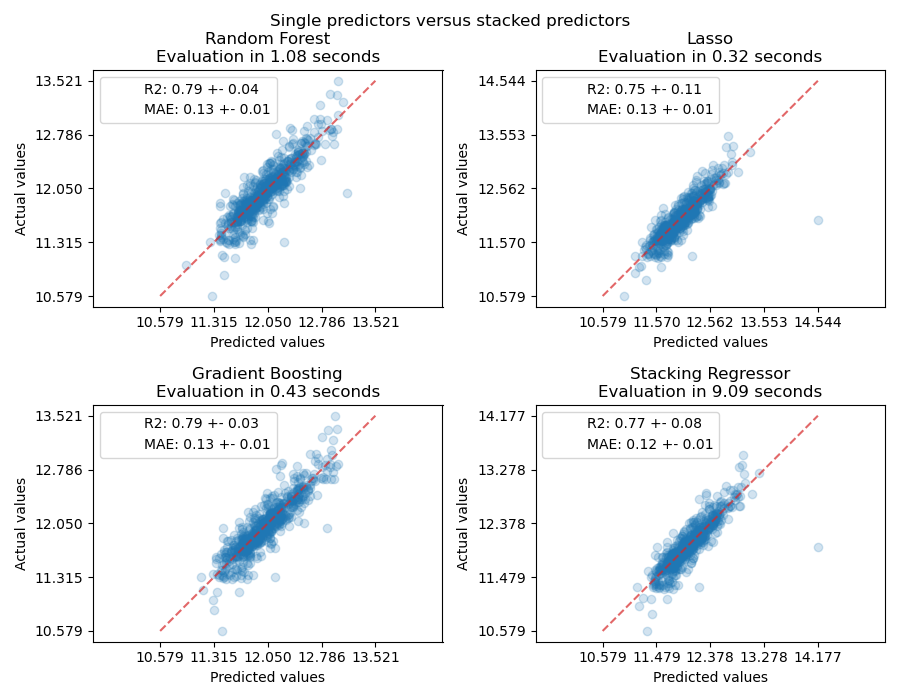 Single predictors versus stacked predictors
Random Forest
Evaluation in 1.08 seconds
R2: 0.79 +- 0.04
MAE: 0.13 +- 0.01
Actual values
13.521
12.786
12.050
11.315
10.579
10.579 11.315 12.050 12.786 13.521
Predicted values
Lasso
Evaluation in 0.32 seconds
R2: 0.75 +- 0.11
MAE: 0.13 +- 0.01
Actual values
14.544
13.553
12.562
11.570
10.579
10.579 11.570 12.562 13.553 14.544
Predicted values
Gradient Boosting
Evaluation in 0.43 seconds
R2: 0.79 +- 0.03
MAE: 0.13 +- 0.01
Actual values
13.521
12.786
12.050
11.315
10.579
10.579 11.315 12.050 12.786 13.521
Predicted values
Stacking Regressor
Evaluation in 9.09 seconds
R2: 0.77 +- 0.08
MAE: 0.12 +- 0.01
Actual values
14.177
13.278
12.378
11.479
10.579
10.579 11.479 12.378 13.278 14.177
Predicted values